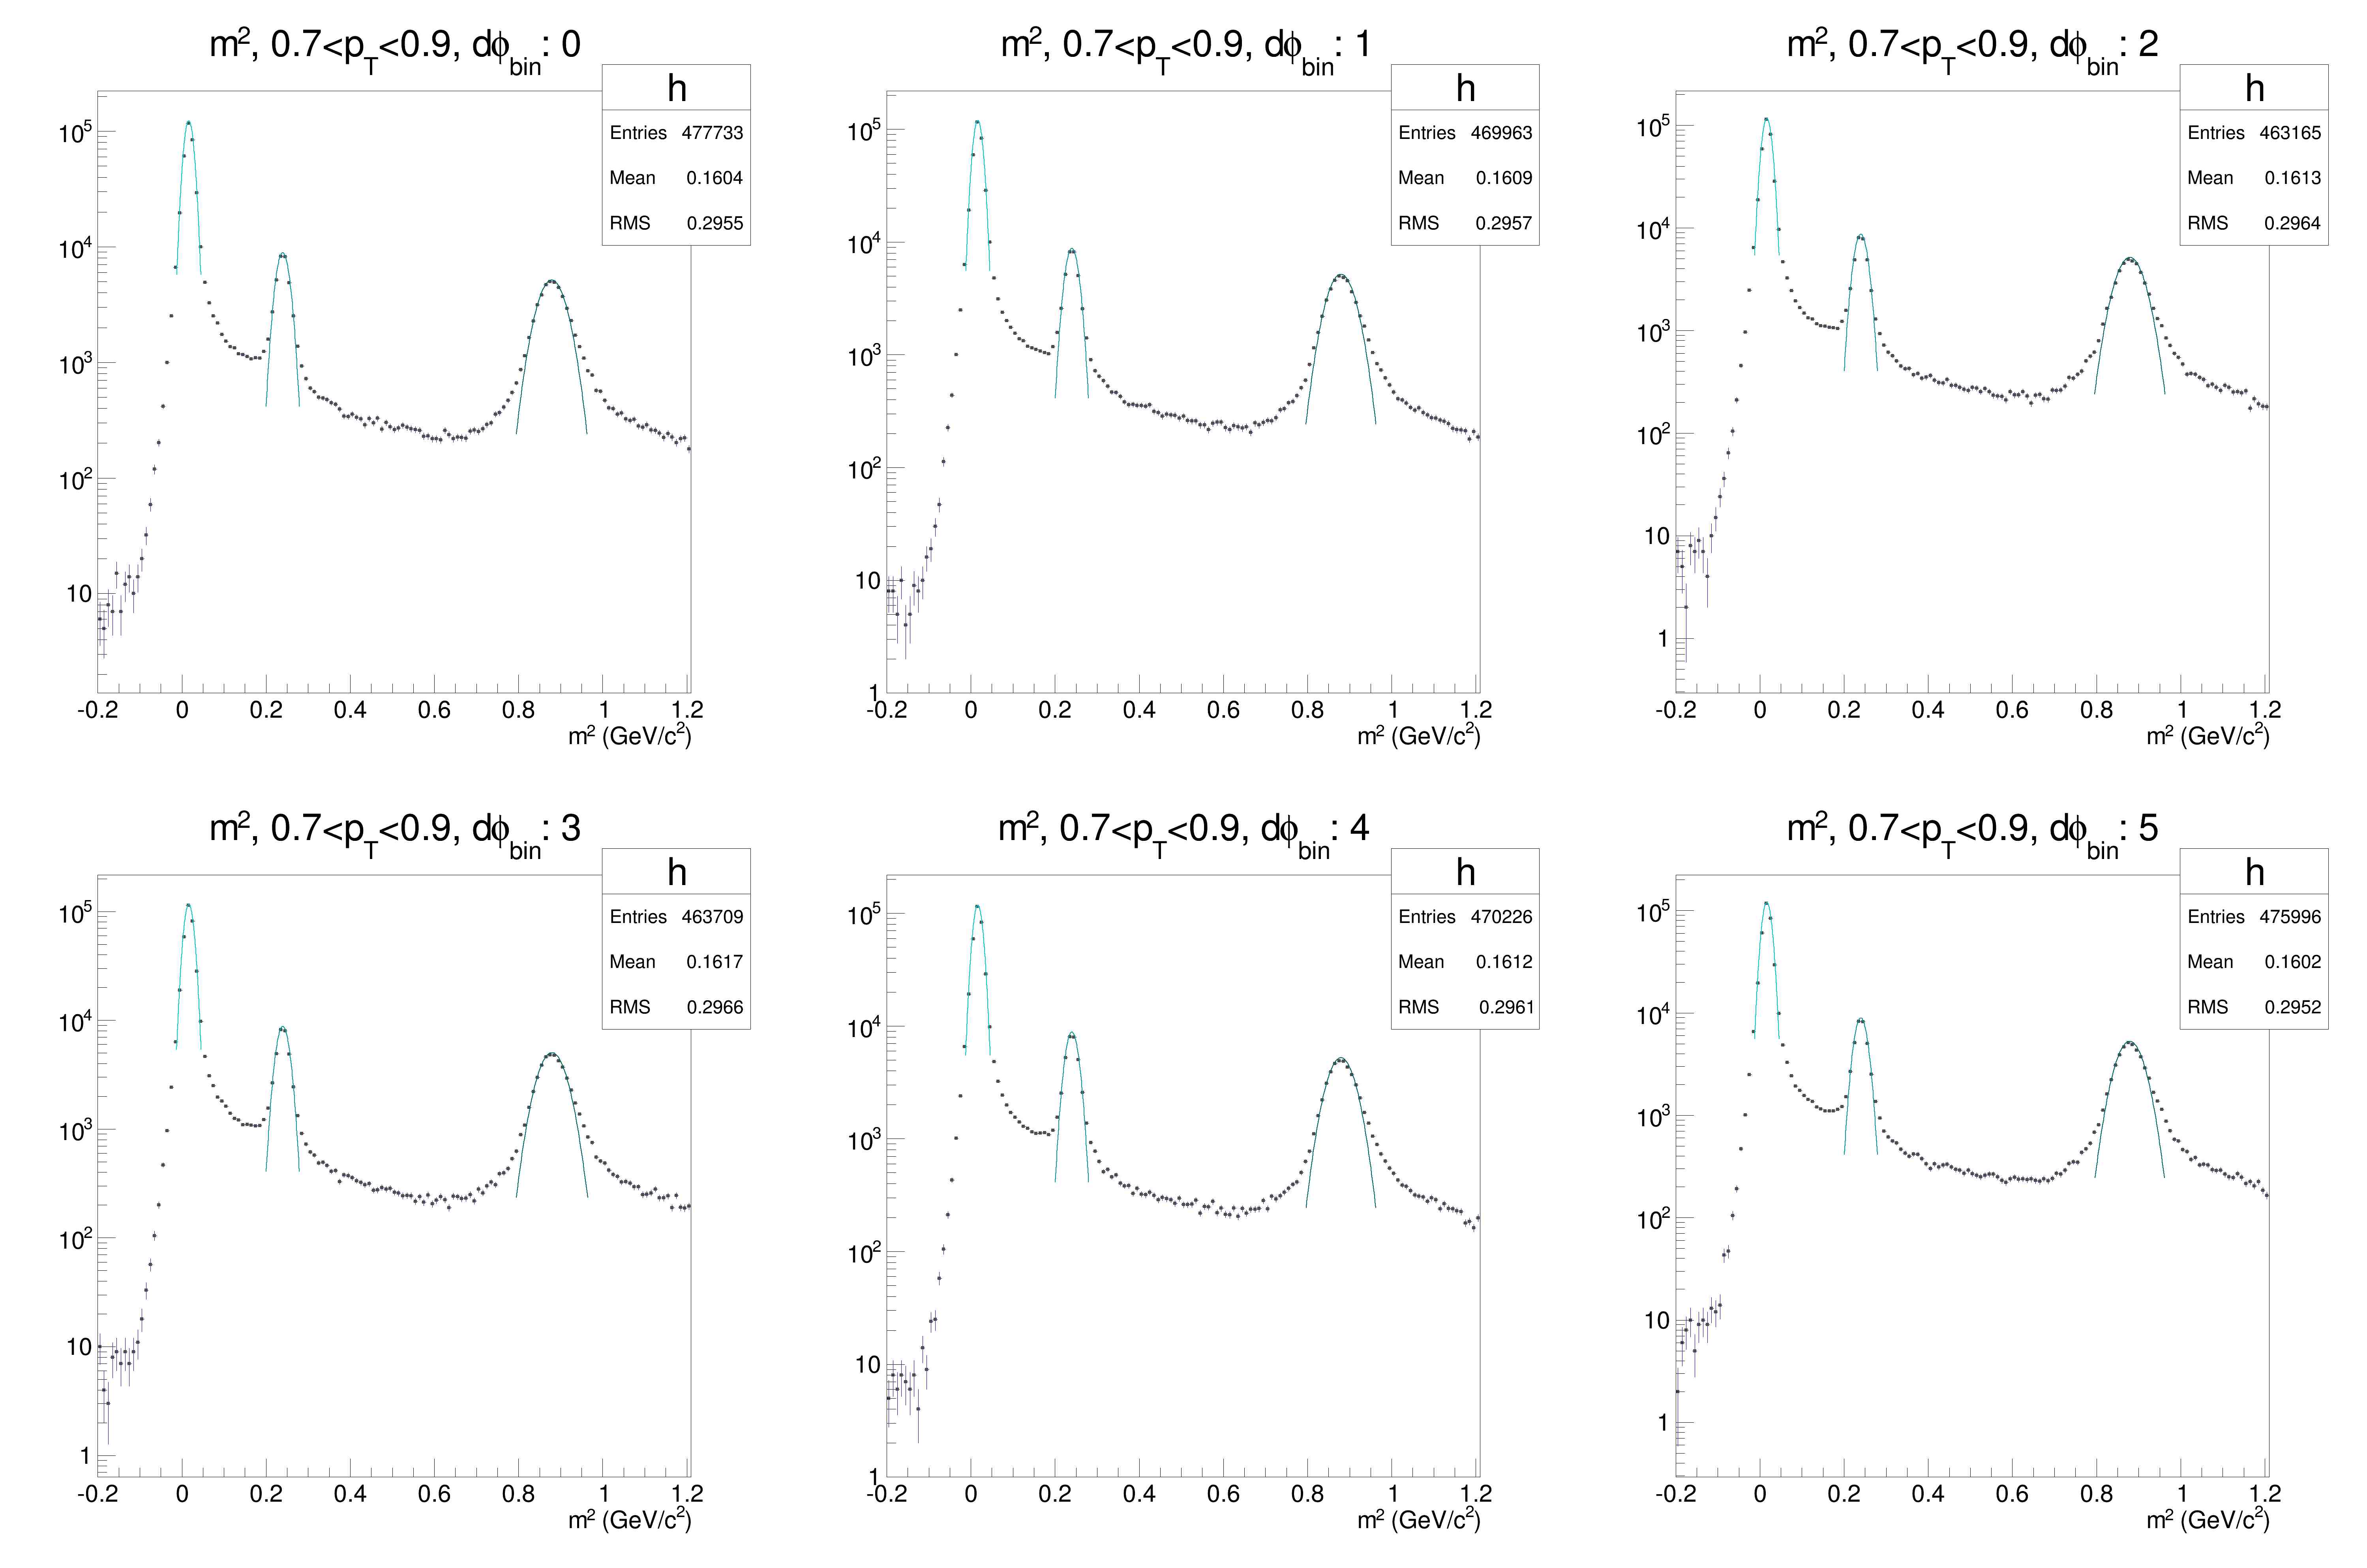 m², 0.7<p_T<0.9, dϕ_bin: 0
h
Entries 477733
Mean 0.1604
RMS 0.2955
10⁵
10⁴
10³
10²
10
-0.2 0 0.2 0.4 0.6 0.8 1 1.2
m² (GeV/c²)
m², 0.7<p_T<0.9, dϕ_bin: 1
h
Entries 469963
Mean 0.1609
RMS 0.2957
10⁵
10⁴
10³
10²
10
1
-0.2 0 0.2 0.4 0.6 0.8 1 1.2
m² (GeV/c²)
m², 0.7<p_T<0.9, dϕ_bin: 2
h
Entries 463165
Mean 0.1613
RMS 0.2964
10⁵
10⁴
10³
10²
10
1
-0.2 0 0.2 0.4 0.6 0.8 1 1.2
m² (GeV/c²)
m², 0.7<p_T<0.9, dϕ_bin: 3
h
Entries 463709
Mean 0.1617
RMS 0.2966
10⁵
10⁴
10³
10²
10
1
-0.2 0 0.2 0.4 0.6 0.8 1 1.2
m² (GeV/c²)
m², 0.7<p_T<0.9, dϕ_bin: 4
h
Entries 470226
Mean 0.1612
RMS 0.2961
10⁵
10⁴
10³
10²
10
1
-0.2 0 0.2 0.4 0.6 0.8 1 1.2
m² (GeV/c²)
m², 0.7<p_T<0.9, dϕ_bin: 5
h
Entries 475996
Mean 0.1602
RMS 0.2952
10⁵
10⁴
10³
10²
10
1
-0.2 0 0.2 0.4 0.6 0.8 1 1.2
m² (GeV/c²)